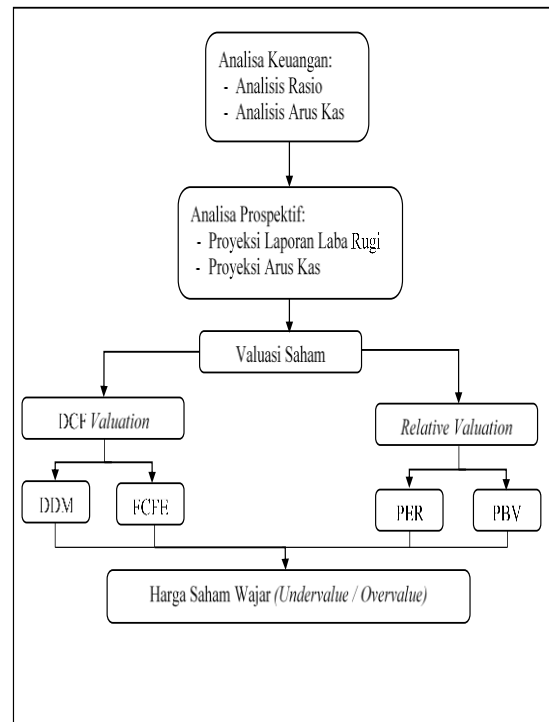 Analisa Keuangan:
- Analisis Rasio
- Analisis Arus Kas
Analisa Prospektif:
- Proyeksi Laporan Laba Rugi
- Proyeksi Arus Kas
Valuasi Saham
DCF Valuation
Relative Valuation
DDM
FCFE
PER
PBV
Harga Saham Wajar (Undervalue / Overvalue)